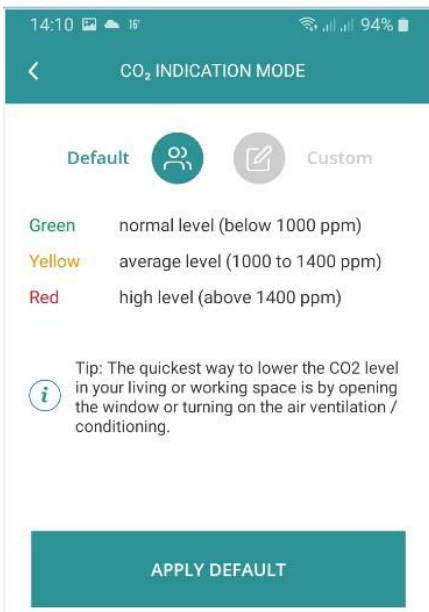 14:10 16° 94%
CO₂ INDICATION MODE
Default Custom
Green normal level (below 1000 ppm)
Yellow average level (1000 to 1400 ppm)
Red high level (above 1400 ppm)
Tip: The quickest way to lower the CO2 level
in your living or working space is by opening
the window or turning on the air ventilation /
conditioning.
APPLY DEFAULT